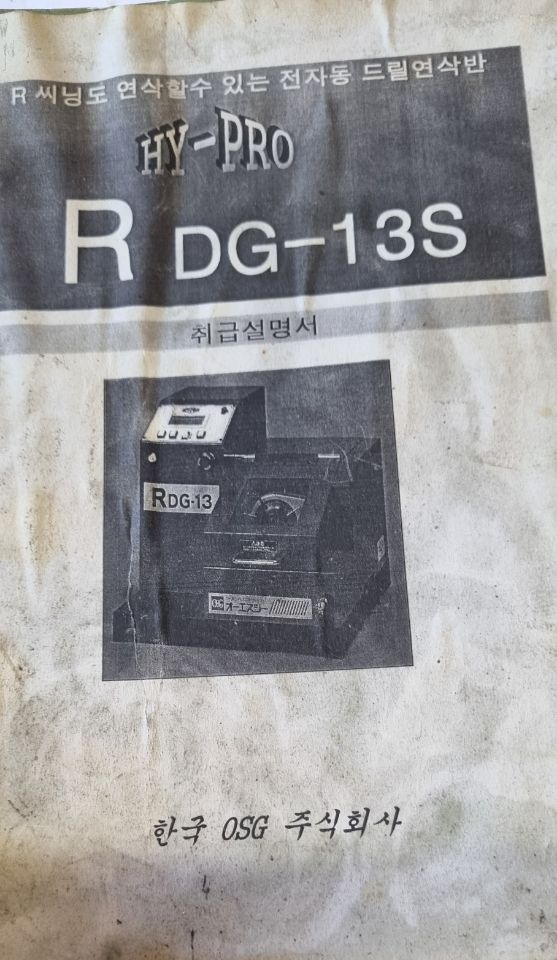 R 씨닝도 연삭할수 있는 전자동 드릴연삭반
HY-PRO
R DG-13S
취급설명서
RDG-13
OSG
オーエスジー
한국 OSG 주식회사